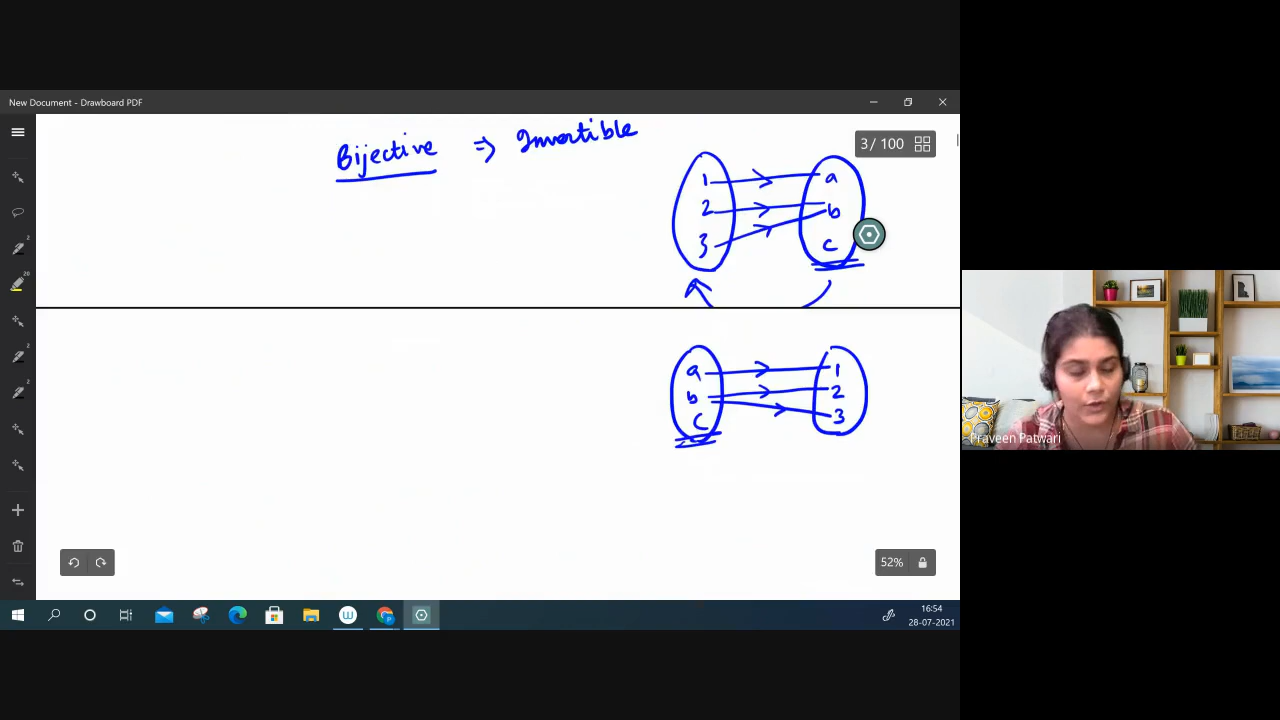 New Document - Drawboard PDF
Bijective ⇒ Invertible
3 / 100
1 a
2 b
3 c
a 1
b 2
c 3
Praveen Patwari
52%
16:54
28-07-2021